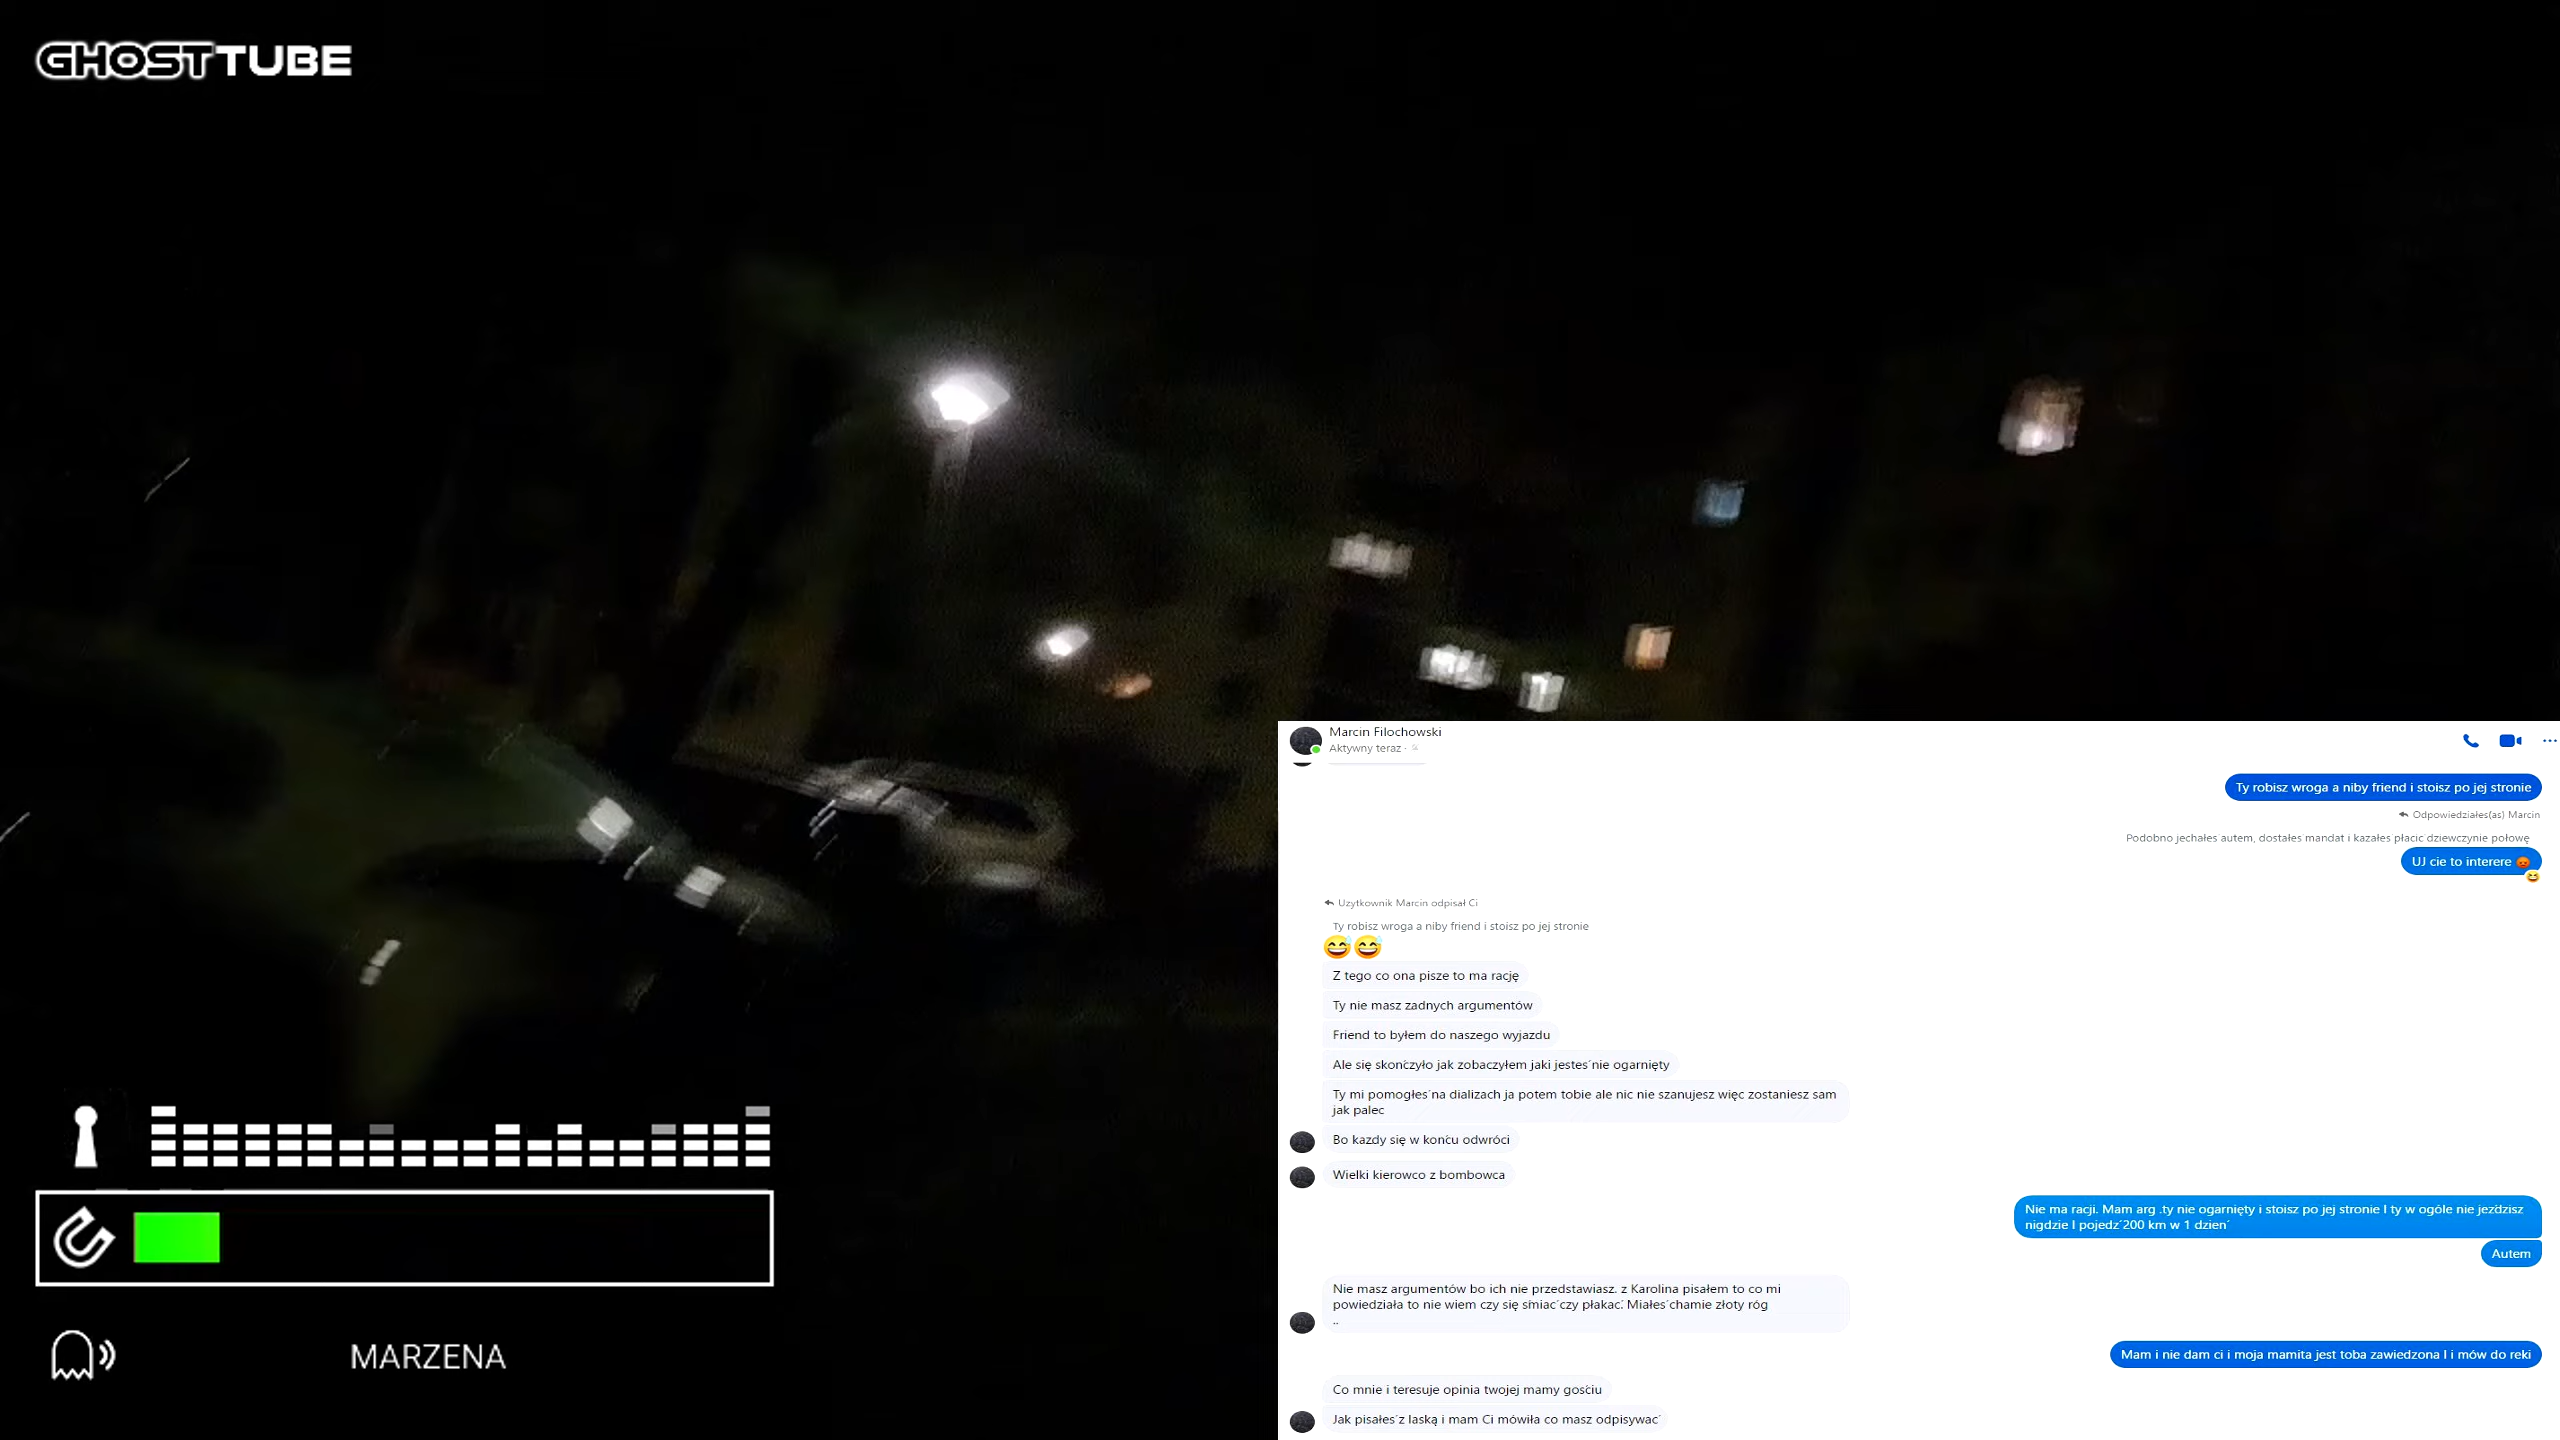 GHOSTTUBE
MARZENA
Marcin Filochowski
Aktywny teraz ·
Ty robisz wroga a niby friend i stoisz po jej stronie
Odpowiedziałeś(aś) Marcin
Podobno jechałeś autem, dostałeś mandat i kazałeś płacic dziewczynie połowę
UJ cie to interere 😡
😆
Uzytkownik Marcin odpisał Ci
Ty robisz wroga a niby friend i stoisz po jej stronie
😅😅
Z tego co ona pisze to ma rację
Ty nie masz zadnych argumentów
Friend to byłem do naszego wyjazdu
Ale się skończyło jak zobaczyłem jaki jestes´nie ogarnięty
Ty mi pomogłes´na dializach ja potem tobie ale nic nie szanujesz więc zostaniesz sam
jak palec
Bo kazdy się w koncu odwróci
Wielki kierowco z bombowca
Nie ma racji. Mam arg .ty nie ogarnięty i stoisz po jej stronie I ty w ogóle nie jeździsz
nigdzie I pojedz´200 km w 1 dzien´
Autem
Nie masz argumentów bo ich nie przedstawiasz. z Karolina pisałem to co mi
powiedziała to nie wiem czy się śmiac´czy płakac´. Miałes´chamie złoty róg
..
Mam i nie dam ci i moja mamita jest toba zawiedzona I i mów do reki
Co mnie i teresuje opinia twojej mamy gościu
Jak pisałes´z laską i mam Ci mówiła co masz odpisywac´